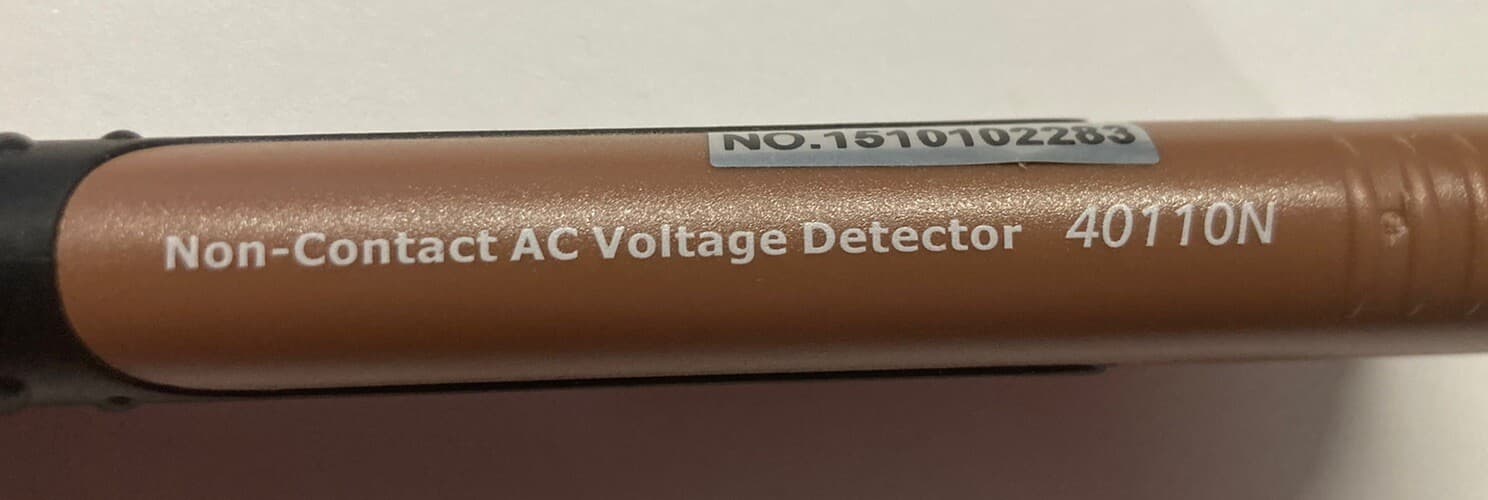 NO.1510102283
Non-Contact AC Voltage Detector 40110N